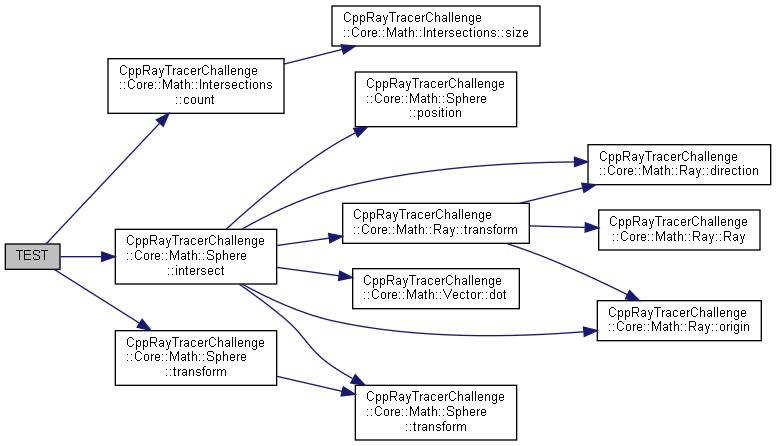 CppRayTracerChallenge
::Core::Math::Intersections::size
CppRayTracerChallenge
::Core::Math::Intersections
::count
CppRayTracerChallenge
::Core::Math::Sphere
::position
CppRayTracerChallenge
::Core::Math::Ray::direction
CppRayTracerChallenge
::Core::Math::Ray::transform
CppRayTracerChallenge
::Core::Math::Ray::Ray
TEST
CppRayTracerChallenge
::Core::Math::Sphere
::intersect
CppRayTracerChallenge
::Core::Math::Vector::dot
CppRayTracerChallenge
::Core::Math::Ray::origin
CppRayTracerChallenge
::Core::Math::Sphere
::transform
CppRayTracerChallenge
::Core::Math::Sphere
::transform